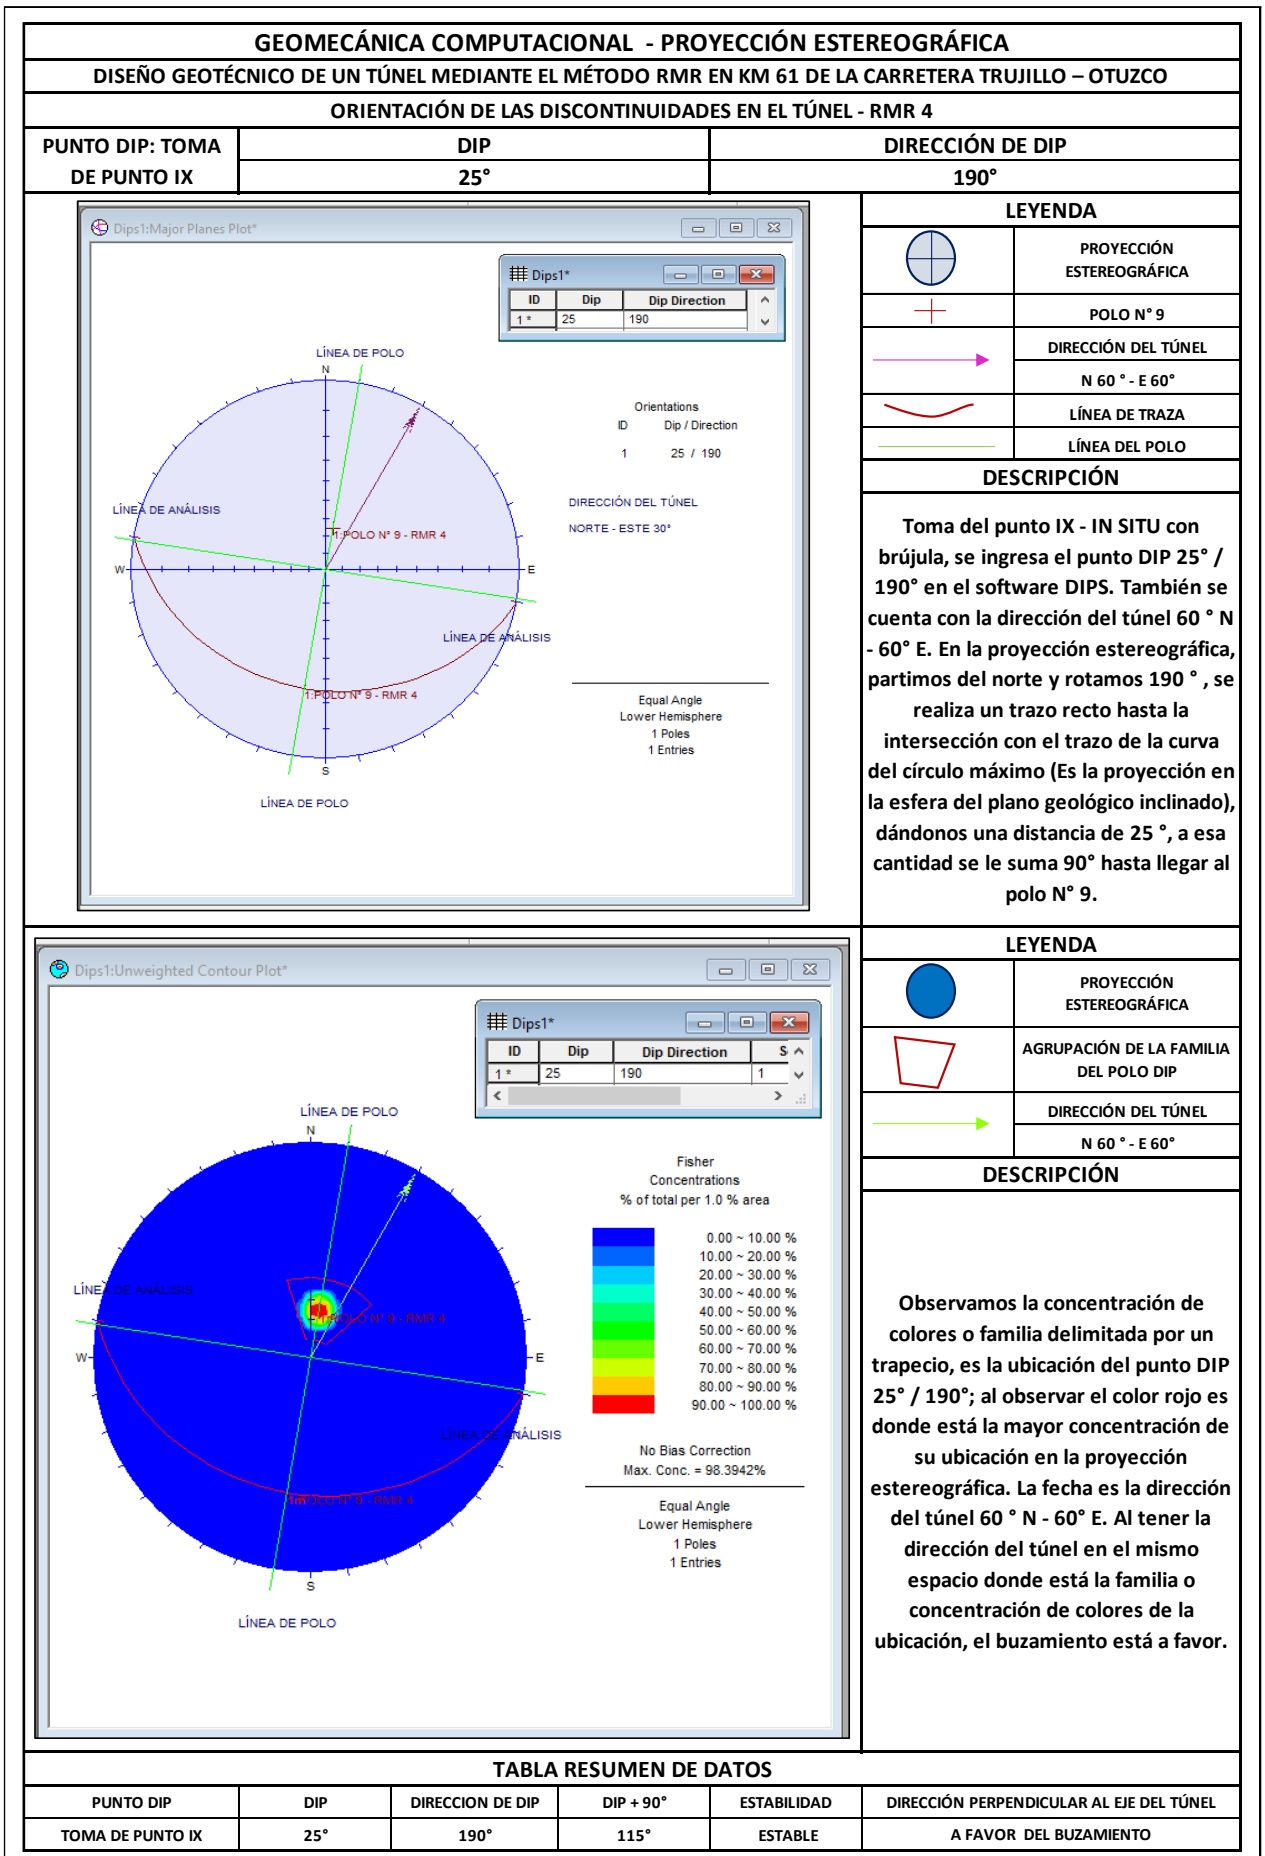 GEOMECÁNICA COMPUTACIONAL - PROYECCIÓN ESTEREOGRÁFICA
DISEÑO GEOTÉCNICO DE UN TÚNEL MEDIANTE EL MÉTODO RMR EN KM 61 DE LA CARRETERA TRUJILLO – OTUZCO
ORIENTACIÓN DE LAS DISCONTINUIDADES EN EL TÚNEL - RMR 4
PUNTO DIP: TOMA
DE PUNTO IX
DIP
DIRECCIÓN DE DIP
25°
190°
Dips1:Major Planes Plot*
Dips1*
ID Dip Dip Direction
1 * 25 190
LÍNEA DE POLO
N
Orientations
ID Dip / Direction
1 25 / 190
LÍNEA DE ANÁLISIS
DIRECCIÓN DEL TÚNEL
NORTE - ESTE 30°
1:POLO N° 9 - RMR 4
W
E
LÍNEA DE ANÁLISIS
1:POLO N° 9 - RMR 4
Equal Angle
Lower Hemisphere
1 Poles
1 Entries
S
LÍNEA DE POLO
LEYENDA
PROYECCIÓN
ESTEREOGRÁFICA
POLO N° 9
DIRECCIÓN DEL TÚNEL
N 60 ° - E 60°
LÍNEA DE TRAZA
LÍNEA DEL POLO
DESCRIPCIÓN
Toma del punto IX - IN SITU con
brújula, se ingresa el punto DIP 25° /
190° en el software DIPS. También se
cuenta con la dirección del túnel 60 ° N
- 60° E. En la proyección estereográfica,
partimos del norte y rotamos 190 ° , se
realiza un trazo recto hasta la
intersección con el trazo de la curva
del círculo máximo (Es la proyección en
la esfera del plano geológico inclinado),
dándonos una distancia de 25 °, a esa
cantidad se le suma 90° hasta llegar al
polo N° 9.
Dips1:Unweighted Contour Plot*
Dips1*
ID Dip Dip Direction S
1 * 25 190 1
LÍNEA DE POLO
N
Fisher
Concentrations
% of total per 1.0 % area
0.00 ~ 10.00 %
10.00 ~ 20.00 %
20.00 ~ 30.00 %
30.00 ~ 40.00 %
40.00 ~ 50.00 %
50.00 ~ 60.00 %
60.00 ~ 70.00 %
70.00 ~ 80.00 %
80.00 ~ 90.00 %
90.00 ~ 100.00 %
LÍNEA DE ANÁLISIS
1:POLO N° 9 - RMR 4
W
E
LÍNEA DE ANÁLISIS
POLO N° 9 - RMR 4
No Bias Correction
Max. Conc. = 98.3942%
Equal Angle
Lower Hemisphere
1 Poles
1 Entries
S
LÍNEA DE POLO
LEYENDA
PROYECCIÓN
ESTEREOGRÁFICA
AGRUPACIÓN DE LA FAMILIA
DEL POLO DIP
DIRECCIÓN DEL TÚNEL
N 60 ° - E 60°
DESCRIPCIÓN
Observamos la concentración de
colores o familia delimitada por un
trapecio, es la ubicación del punto DIP
25° / 190°; al observar el color rojo es
donde está la mayor concentración de
su ubicación en la proyección
estereográfica. La fecha es la dirección
del túnel 60 ° N - 60° E. Al tener la
dirección del túnel en el mismo
espacio donde está la familia o
concentración de colores de la
ubicación, el buzamiento está a favor.
TABLA RESUMEN DE DATOS
PUNTO DIP DIP DIRECCION DE DIP DIP + 90° ESTABILIDAD DIRECCIÓN PERPENDICULAR AL EJE DEL TÚNEL
TOMA DE PUNTO IX 25° 190° 115° ESTABLE A FAVOR DEL BUZAMIENTO